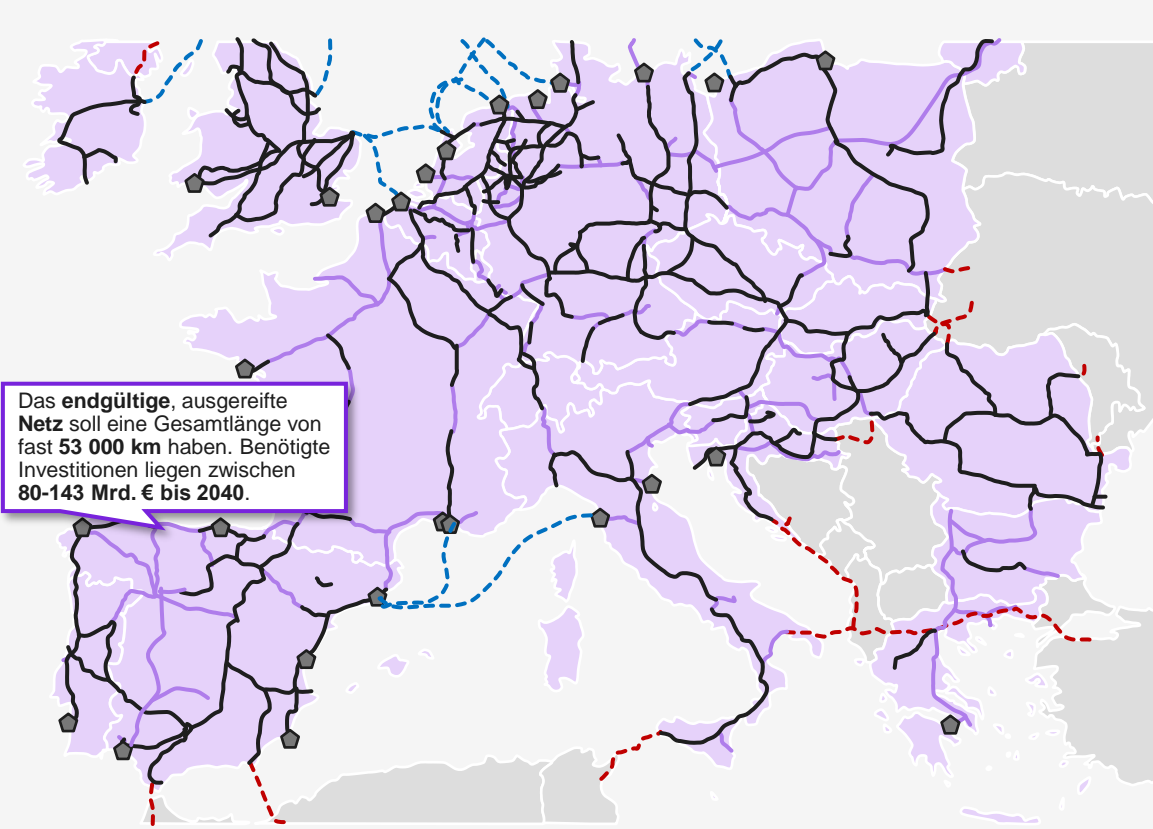 Das endgültige, ausgereifte
Netz soll eine Gesamtlänge von
fast 53 000 km haben. Benötigte
Investitionen liegen zwischen
80-143 Mrd. € bis 2040.